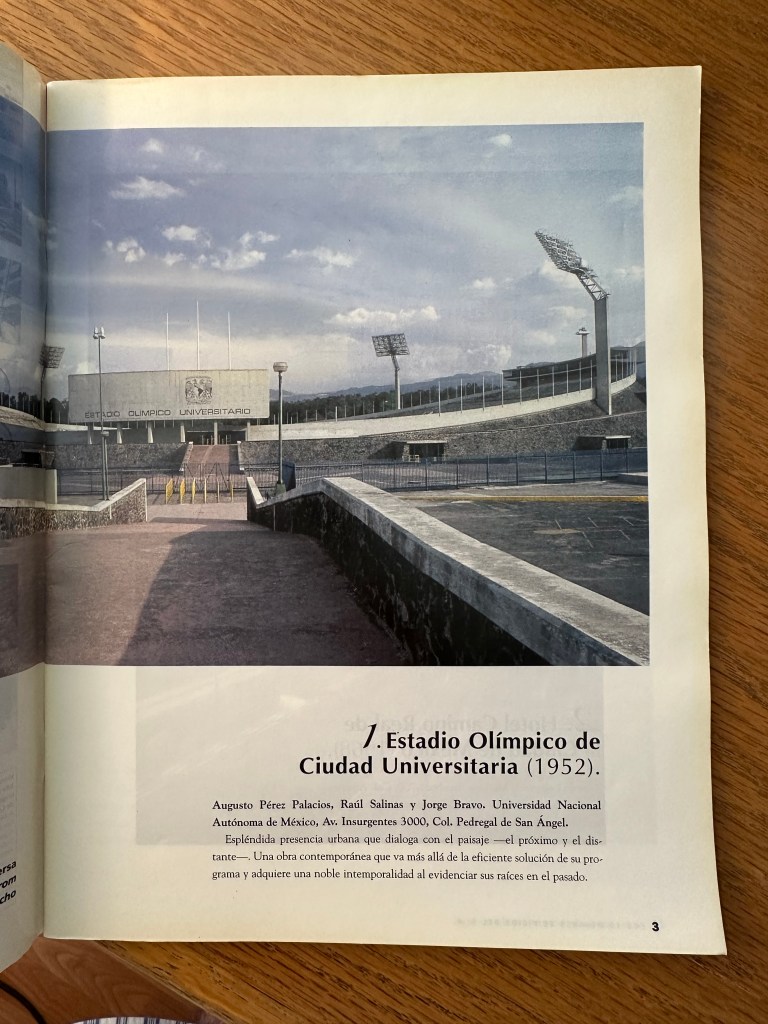 ESTADIO OLIMPICO UNIVERSITARIO
1. Estadio Olímpico de
Ciudad Universitaria (1952).
Augusto Pérez Palacios, Raúl Salinas y Jorge Bravo. Universidad Nacional
Autónoma de México, Av. Insurgentes 3000, Col. Pedregal de San Ángel.
Espléndida presencia urbana que dialoga con el paisaje —el próximo y el dis-
tante—. Una obra contemporánea que va más allá de la eficiente solución de su pro-
grama y adquiere una noble intemporalidad al evidenciar sus raíces en el pasado.
3